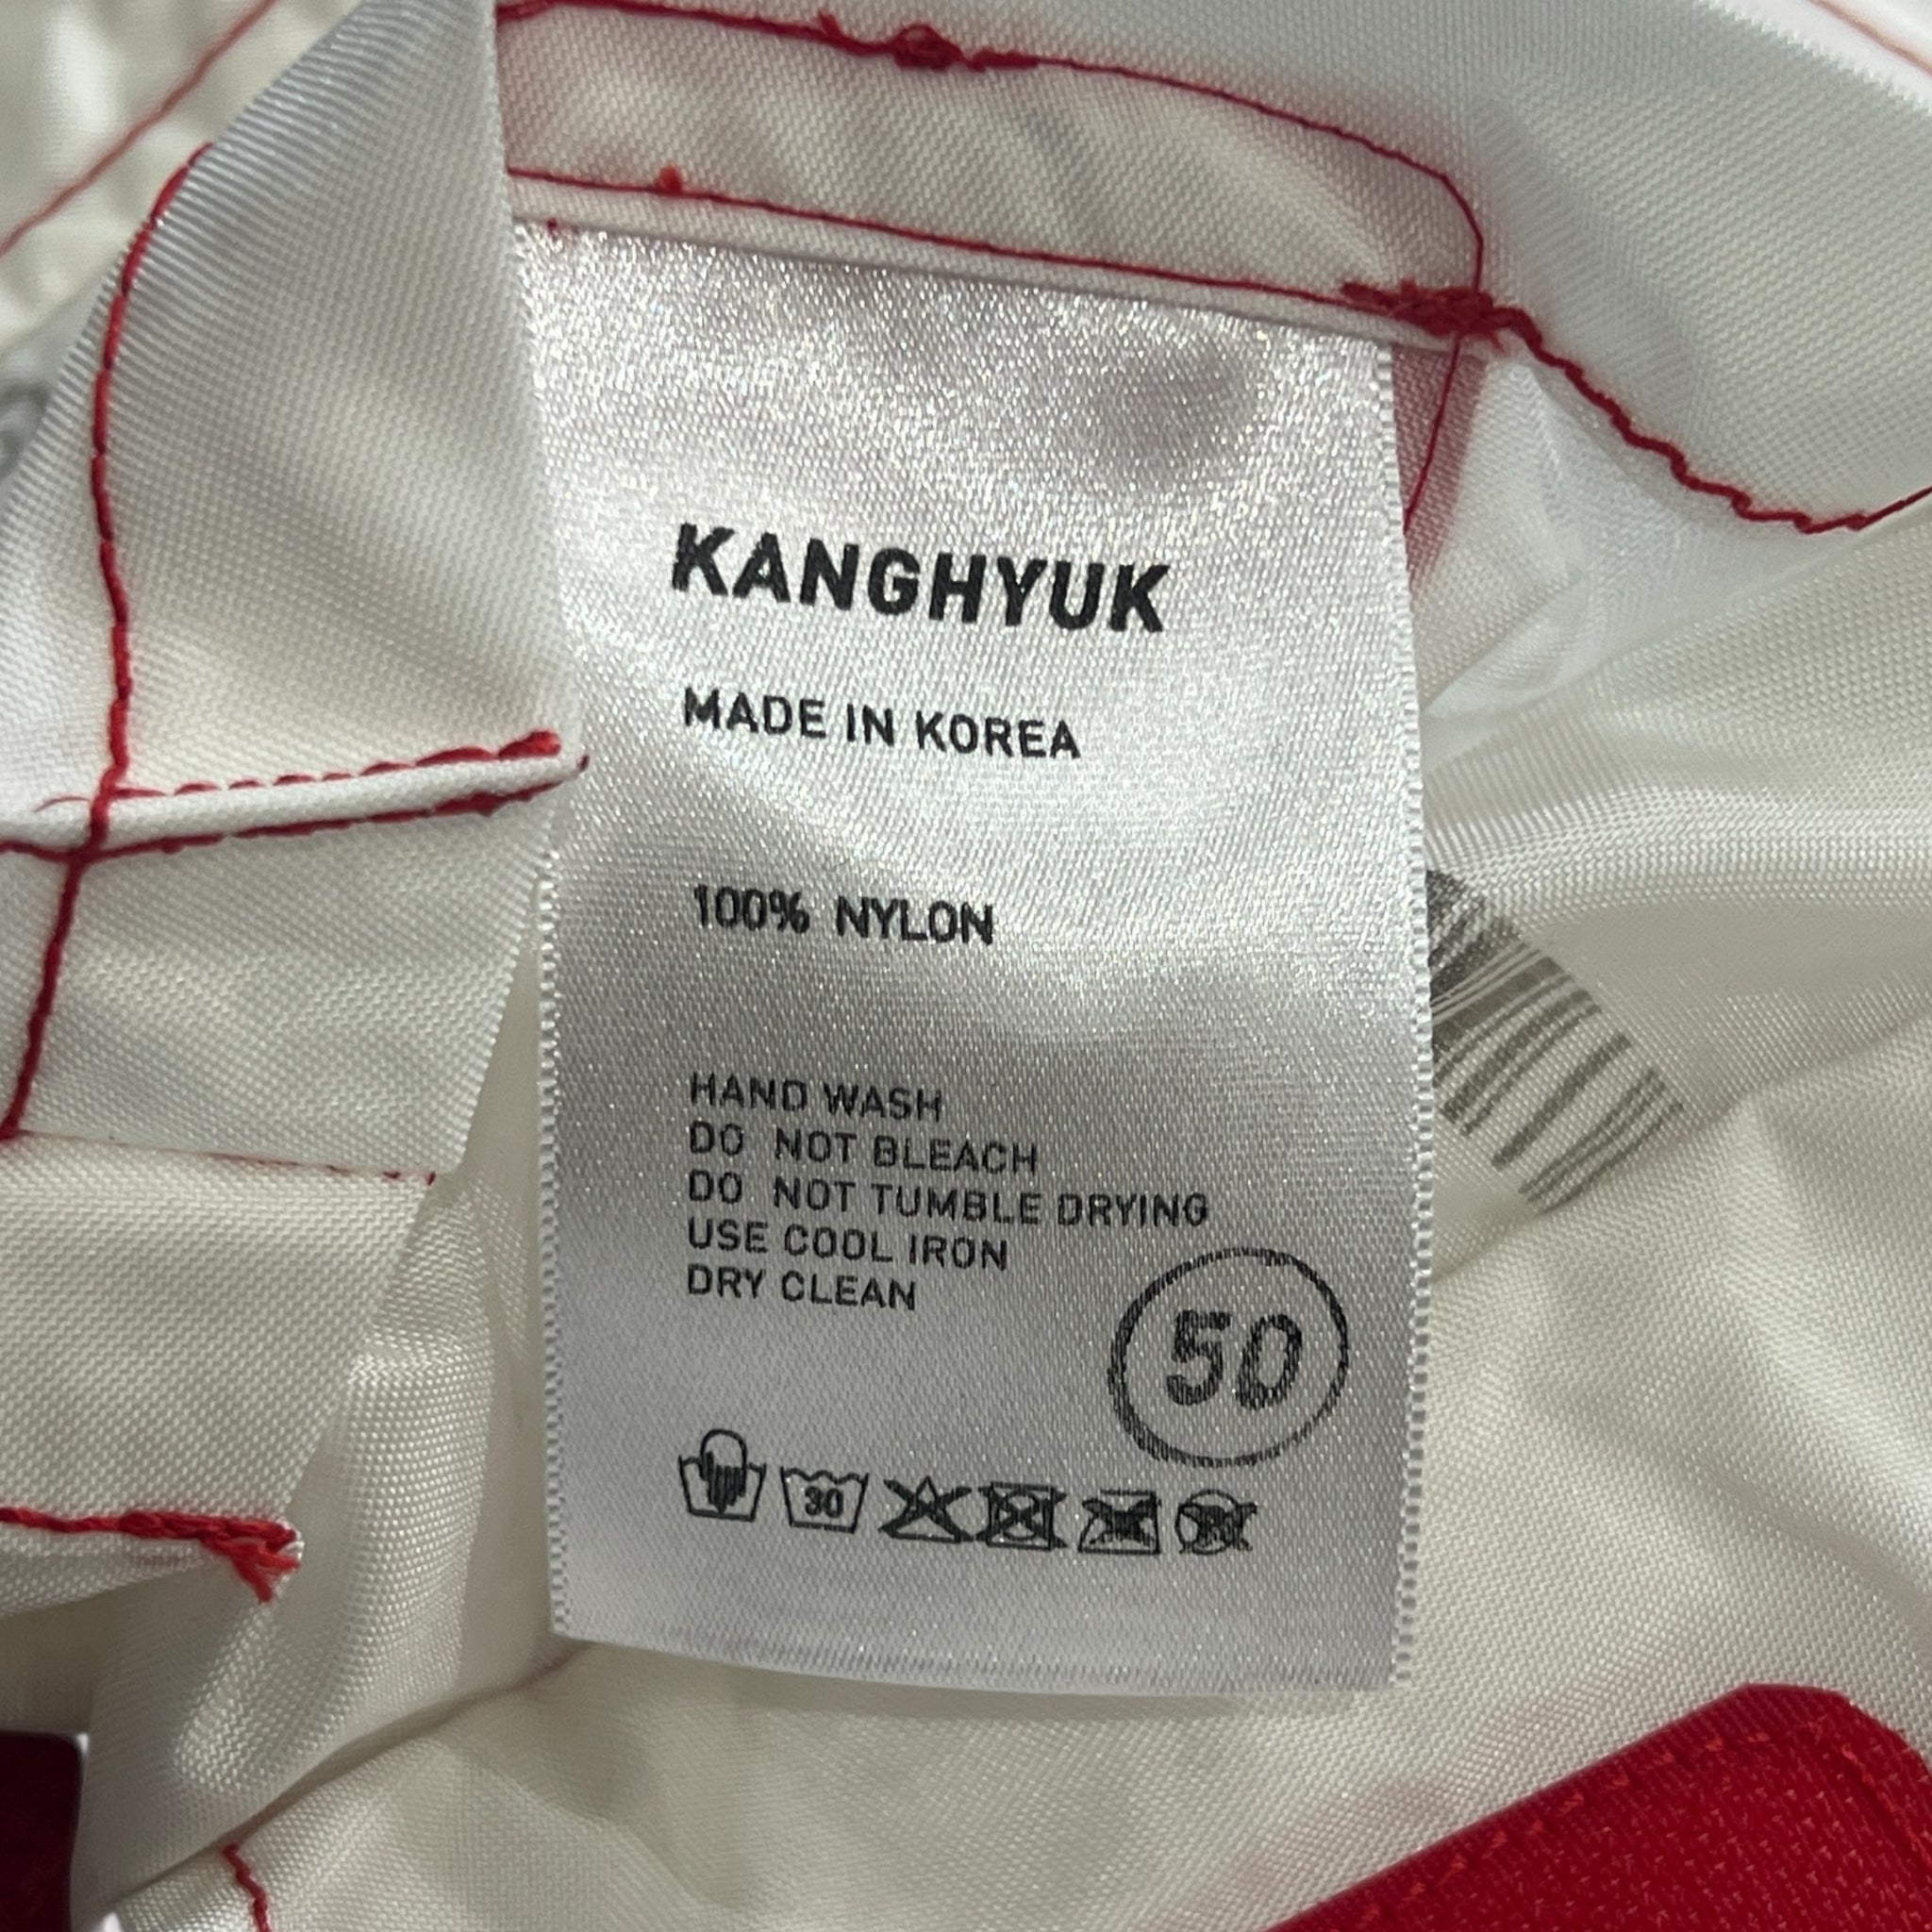 KANGHYUK
MADE IN KOREA
100% NYLON
HAND WASH
DO NOT BLEACH
DO NOT TUMBLE DRYING
USE COOL IRON
DRY CLEAN
50
30